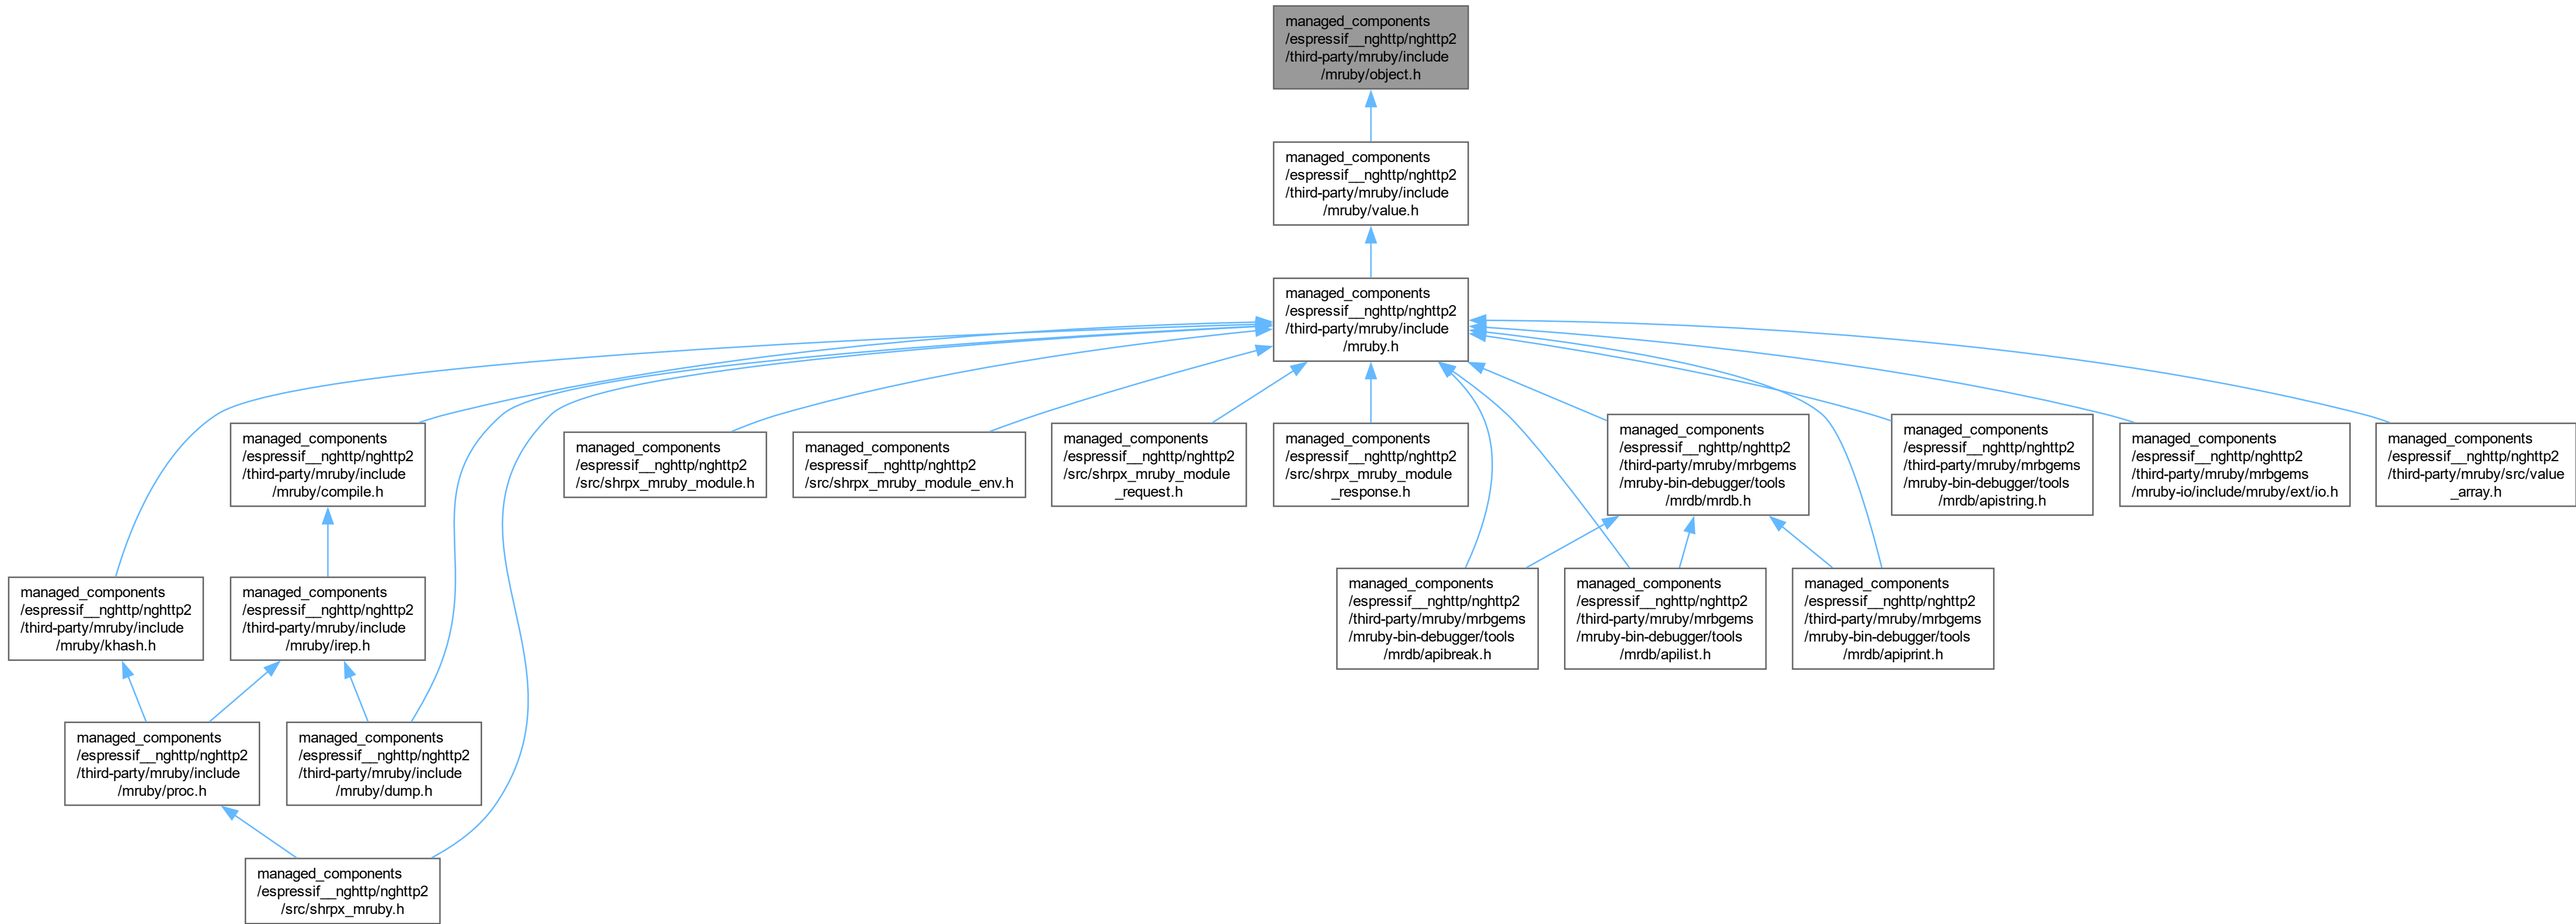 managed_components
/espressif__nghttp/nghttp2
/third-party/mruby/include
/mruby/object.h
managed_components
/espressif__nghttp/nghttp2
/third-party/mruby/include
/mruby/value.h
managed_components
/espressif__nghttp/nghttp2
/third-party/mruby/include
/mruby.h
managed_components
/espressif__nghttp/nghttp2
/third-party/mruby/include
/mruby/compile.h
managed_components
/espressif__nghttp/nghttp2
/src/shrpx_mruby_module.h
managed_components
/espressif__nghttp/nghttp2
/src/shrpx_mruby_module_env.h
managed_components
/espressif__nghttp/nghttp2
/src/shrpx_mruby_module
_request.h
managed_components
/espressif__nghttp/nghttp2
/src/shrpx_mruby_module
_response.h
managed_components
/espressif__nghttp/nghttp2
/third-party/mruby/mrbgems
/mruby-bin-debugger/tools
/mrdb/mrdb.h
managed_components
/espressif__nghttp/nghttp2
/third-party/mruby/mrbgems
/mruby-bin-debugger/tools
/mrdb/apistring.h
managed_components
/espressif__nghttp/nghttp2
/third-party/mruby/mrbgems
/mruby-io/include/mruby/ext/io.h
managed_components
/espressif__nghttp/nghttp2
/third-party/mruby/src/value
_array.h
managed_components
/espressif__nghttp/nghttp2
/third-party/mruby/include
/mruby/khash.h
managed_components
/espressif__nghttp/nghttp2
/third-party/mruby/include
/mruby/irep.h
managed_components
/espressif__nghttp/nghttp2
/third-party/mruby/mrbgems
/mruby-bin-debugger/tools
/mrdb/apibreak.h
managed_components
/espressif__nghttp/nghttp2
/third-party/mruby/mrbgems
/mruby-bin-debugger/tools
/mrdb/apilist.h
managed_components
/espressif__nghttp/nghttp2
/third-party/mruby/mrbgems
/mruby-bin-debugger/tools
/mrdb/apiprint.h
managed_components
/espressif__nghttp/nghttp2
/third-party/mruby/include
/mruby/proc.h
managed_components
/espressif__nghttp/nghttp2
/third-party/mruby/include
/mruby/dump.h
managed_components
/espressif__nghttp/nghttp2
/src/shrpx_mruby.h